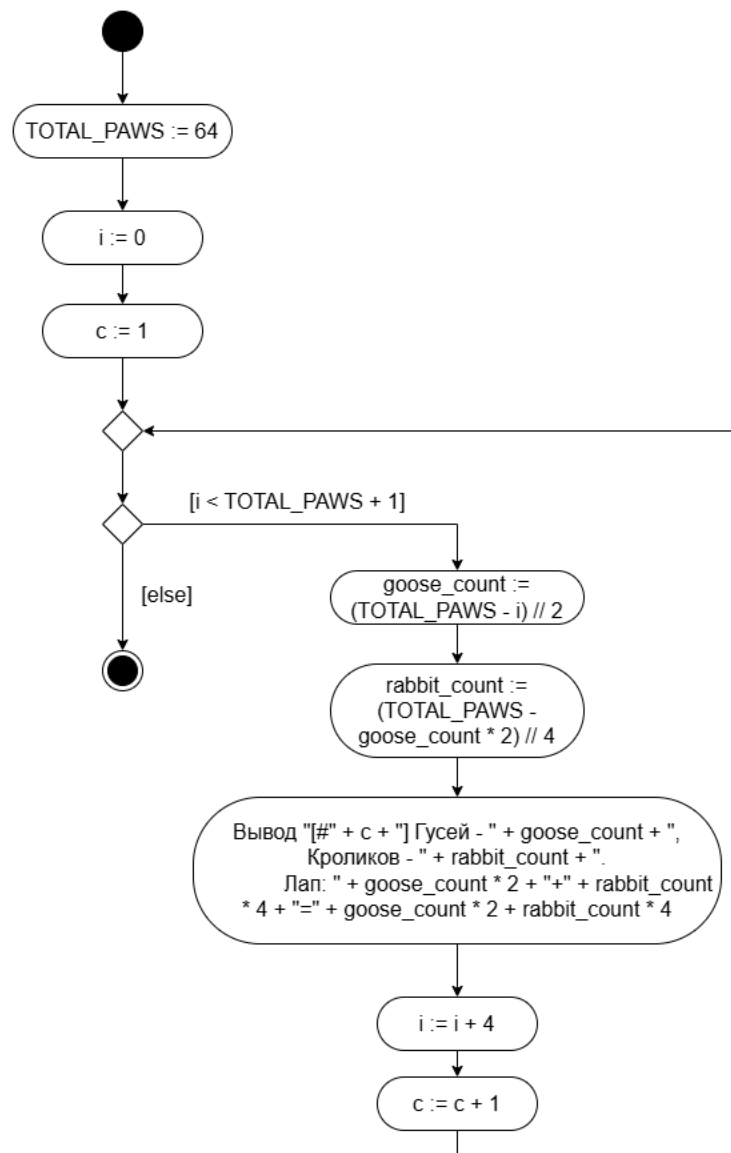 TOTAL_PAWS := 64
i := 0
c := 1
[i < TOTAL_PAWS + 1]
[else]
goose_count :=
(TOTAL_PAWS - i) // 2
rabbit_count :=
(TOTAL_PAWS -
goose_count * 2) // 4
Вывод "[#" + c + "] Гусей - " + goose_count + ",
Кроликов - " + rabbit_count + ".
Лап: " + goose_count * 2 + "+" + rabbit_count
* 4 + "=" + goose_count * 2 + rabbit_count * 4
i := i + 4
c := c + 1